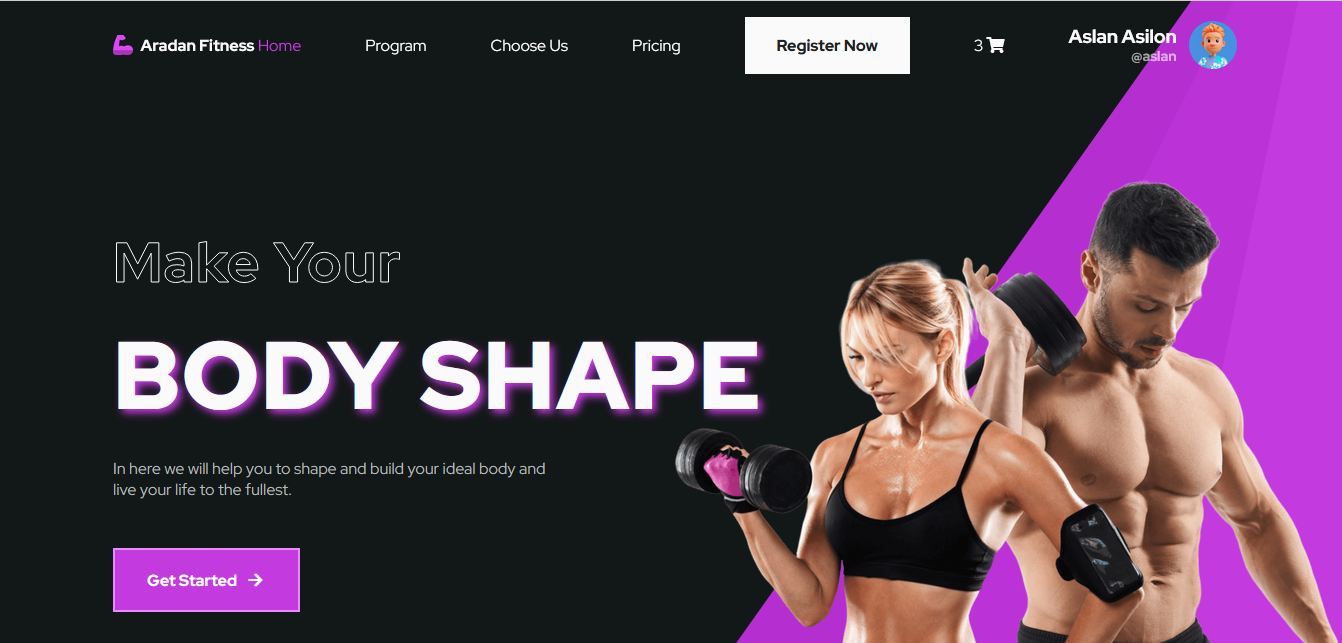 Aradan Fitness Home Program Choose Us Pricing Register Now 3 Aslan Asilon
@aslan
Make Your
BODY SHAPE
In here we will help you to shape and build your ideal body and
live your life to the fullest.
Get Started →